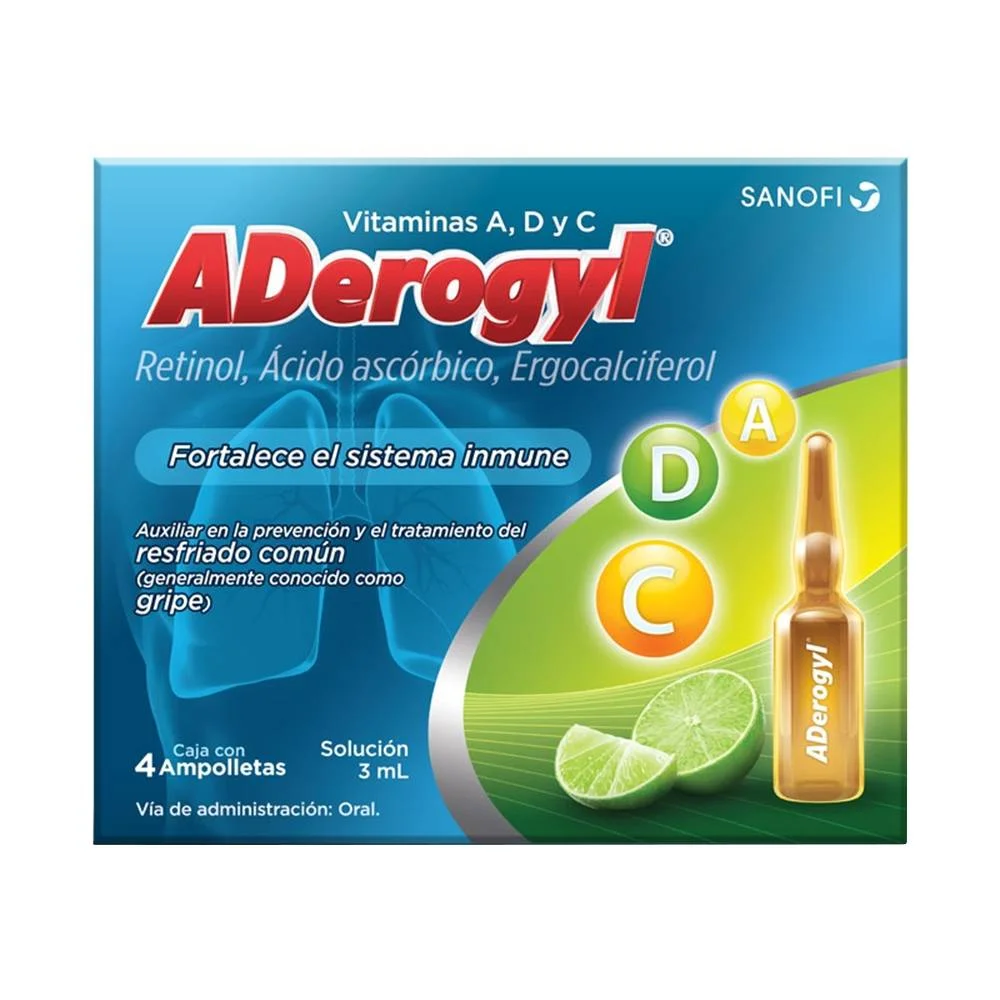 SANOFI
Vitaminas A, D y C
ADerogyl®
Retinol, Ácido ascórbico, Ergocalciferol
Fortalece el sistema inmune
Auxiliar en la prevención y el tratamiento del
resfriado común
(generalmente conocido como
gripe)
A
D
C
ADerogyl®
Caja con
4 Ampolletas
Solución
3 mL
Vía de administración: Oral.